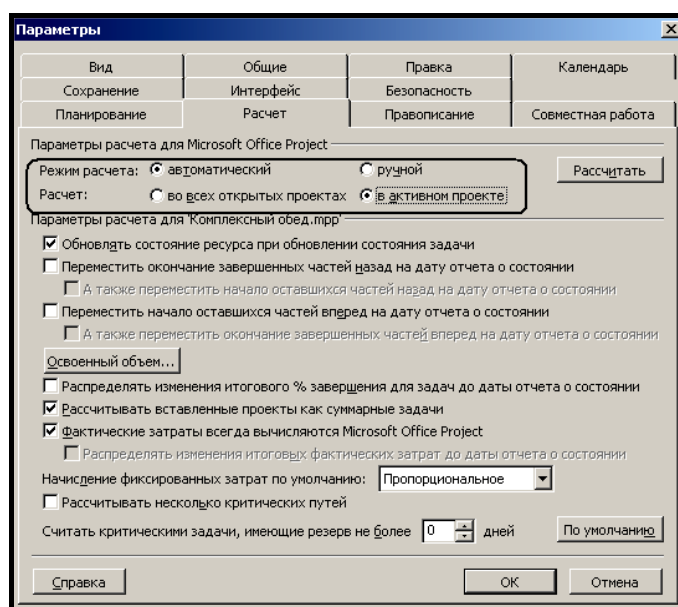 Параметры
Вид Общие Правка Календарь
Сохранение Интерфейс Безопасность
Планирование Расчет Правописание Совместная работа
Параметры расчета для Microsoft Office Project
Режим расчета: автоматический ручной Рассчитать
Расчет: во всех открытых проектах в активном проекте
Параметры расчета для 'Комплексный обед.mpp'
Обновлять состояние ресурса при обновлении состояния задачи
Переместить окончание завершенных частей назад на дату отчета о состоянии
А также переместить начало оставшихся частей назад на дату отчета о состоянии
Переместить начало оставшихся частей вперед на дату отчета о состоянии
А также переместить окончание завершенных частей вперед на дату отчета о состоянии
Освоенный объем...
Распределять изменения итогового % завершения для задач до даты отчета о состоянии
Рассчитывать вставленные проекты как суммарные задачи
Фактические затраты всегда вычисляются Microsoft Office Project
Распределять изменения итоговых фактических затрат до даты отчета о состоянии
Начисление фиксированных затрат по умолчанию: Пропорциональное
Рассчитывать несколько критических путей
Считать критическими задачи, имеющие резерв не более 0 дней По умолчанию
Справка ОК Отмена